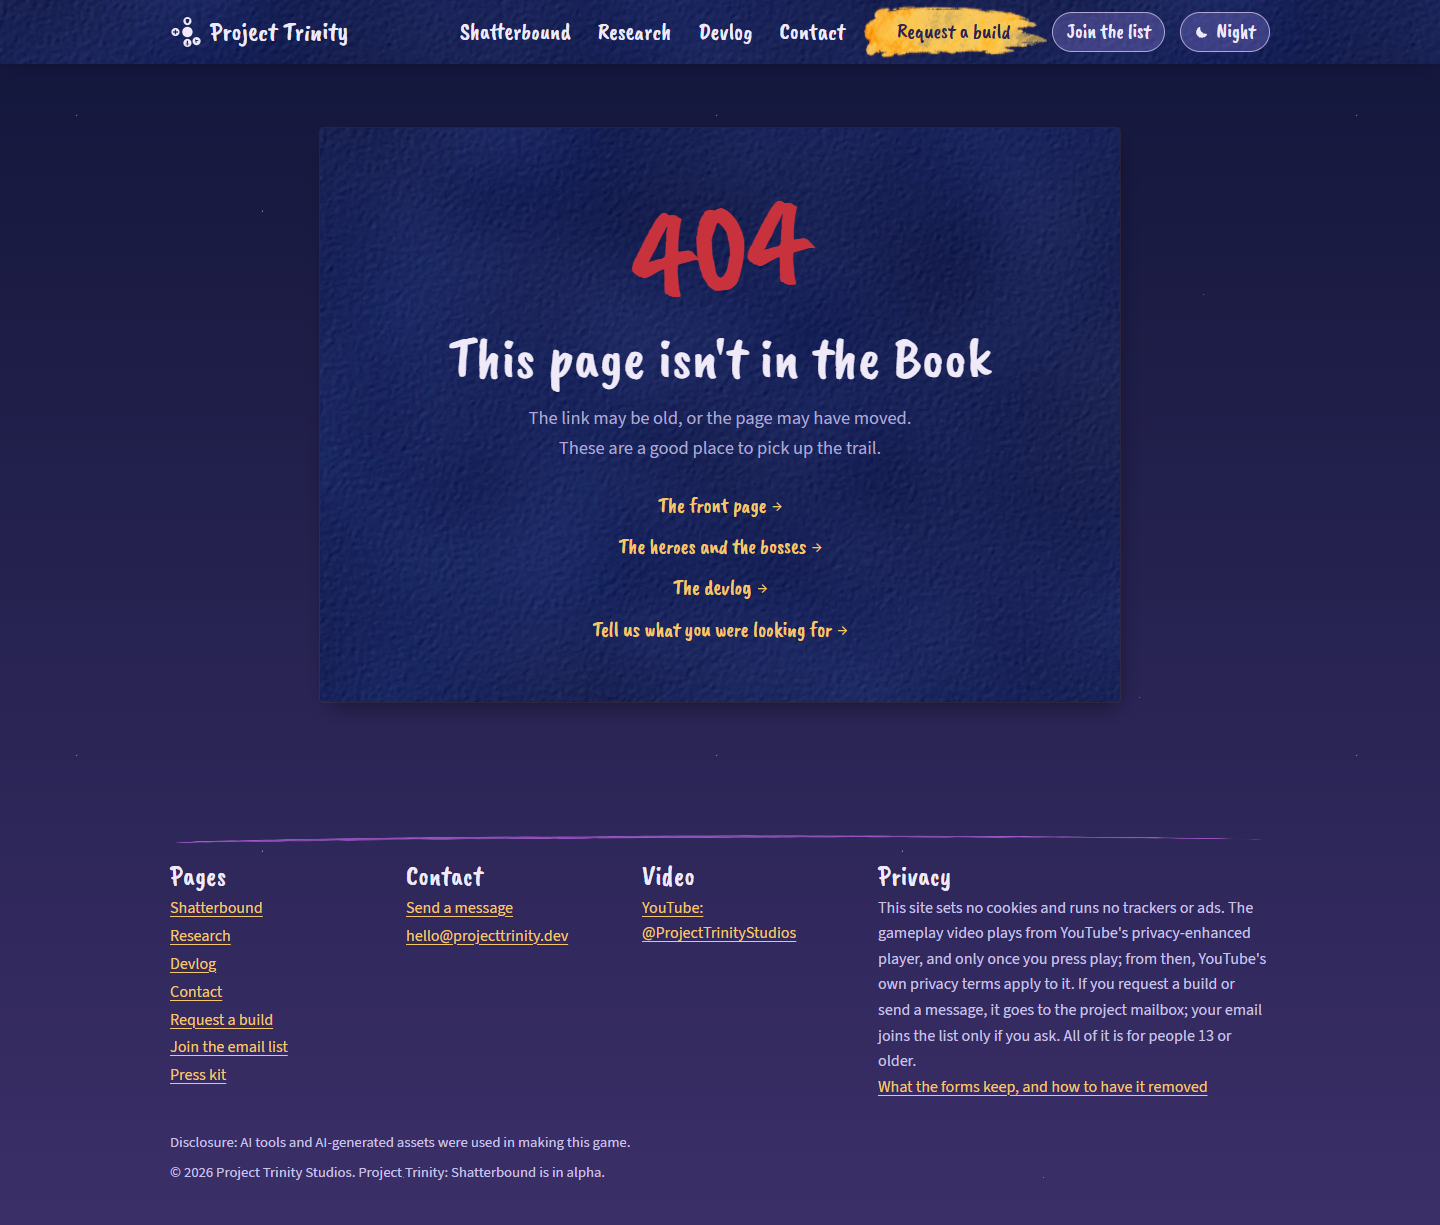 Project Trinity
Shatterbound
Research
Devlog
Contact
Request a build
Join the list
Night
404
This page isn't in the Book
The link may be old, or the page may have moved.
These are a good place to pick up the trail.
The front page →
The heroes and the bosses →
The devlog →
Tell us what you were looking for →
Pages
Shatterbound
Research
Devlog
Contact
Request a build
Join the email list
Press kit
Contact
Send a message
hello@projecttrinity.dev
Video
YouTube:
@ProjectTrinityStudios
Privacy
This site sets no cookies and runs no trackers or ads. The
gameplay video plays from YouTube's privacy-enhanced
player, and only once you press play; from then, YouTube's
own privacy terms apply to it. If you request a build or
send a message, it goes to the project mailbox; your email
joins the list only if you ask. All of it is for people 13 or
older.
What the forms keep, and how to have it removed
Disclosure: AI tools and AI-generated assets were used in making this game.
© 2026 Project Trinity Studios. Project Trinity: Shatterbound is in alpha.